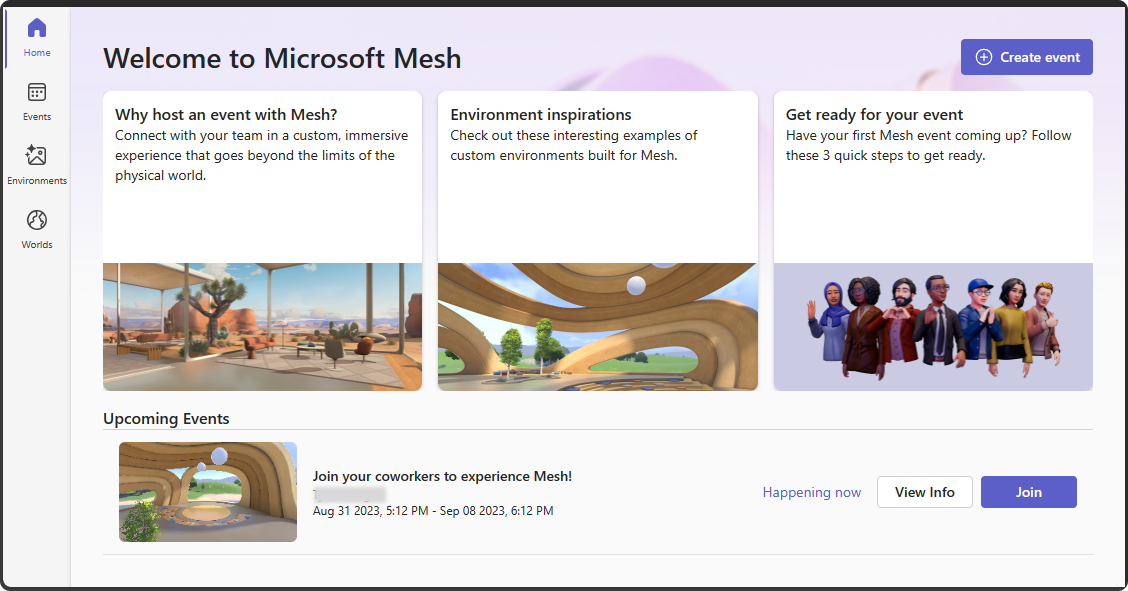 Home
Events
Environments
Worlds
Welcome to Microsoft Mesh
Create event
Why host an event with Mesh?
Connect with your team in a custom, immersive
experience that goes beyond the limits of the
physical world.
Environment inspirations
Check out these interesting examples of
custom environments built for Mesh.
Get ready for your event
Have your first Mesh event coming up? Follow
these 3 quick steps to get ready.
Upcoming Events
Join your coworkers to experience Mesh!
Aug 31 2023, 5:12 PM - Sep 08 2023, 6:12 PM
Happening now
View Info
Join